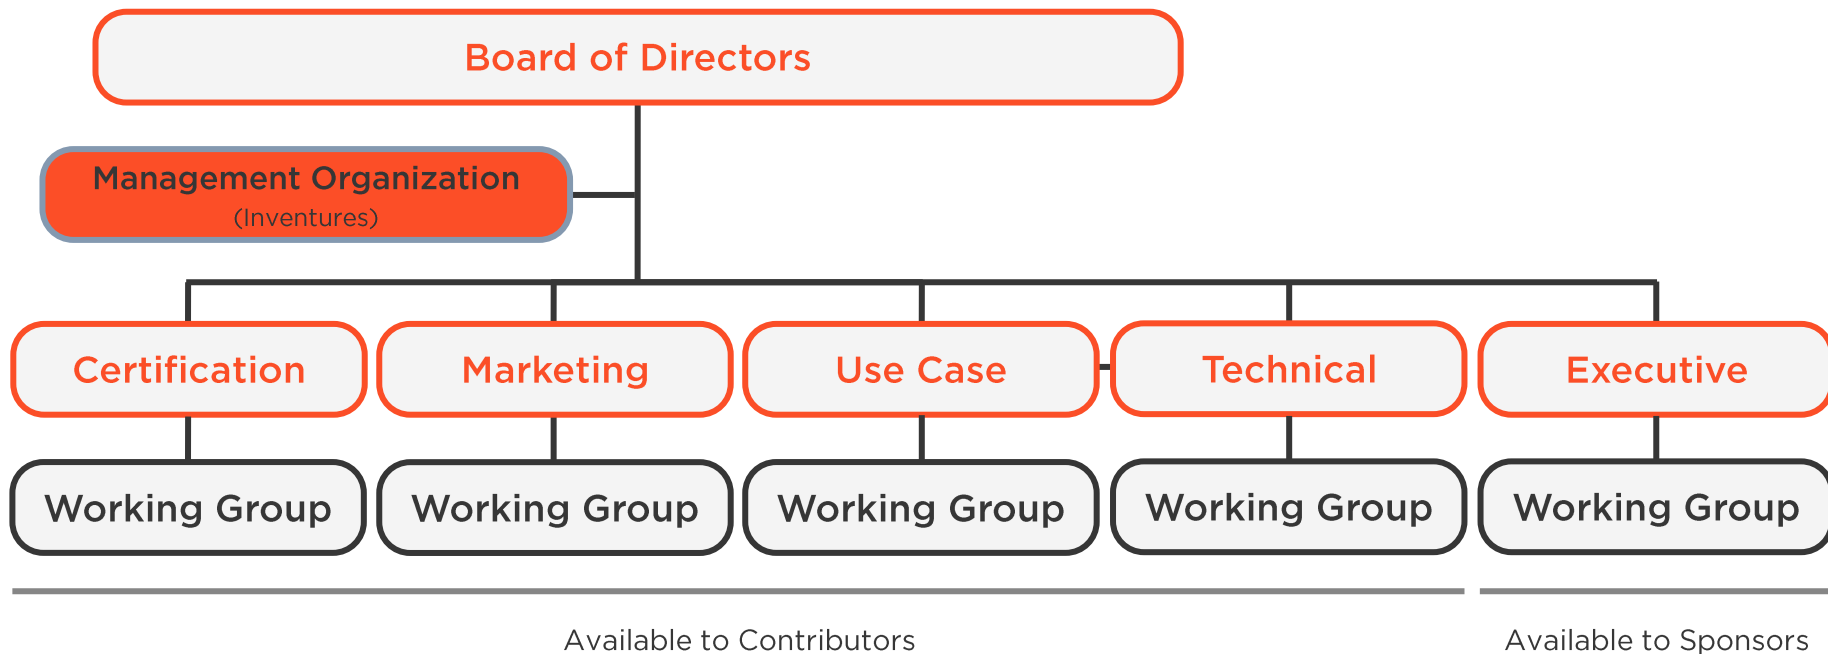 Board of Directors
Management Organization
(Inventures)
Certification
Marketing
Use Case
Technical
Executive
Working Group
Working Group
Working Group
Working Group
Working Group
Available to Contributors
Available to Sponsors